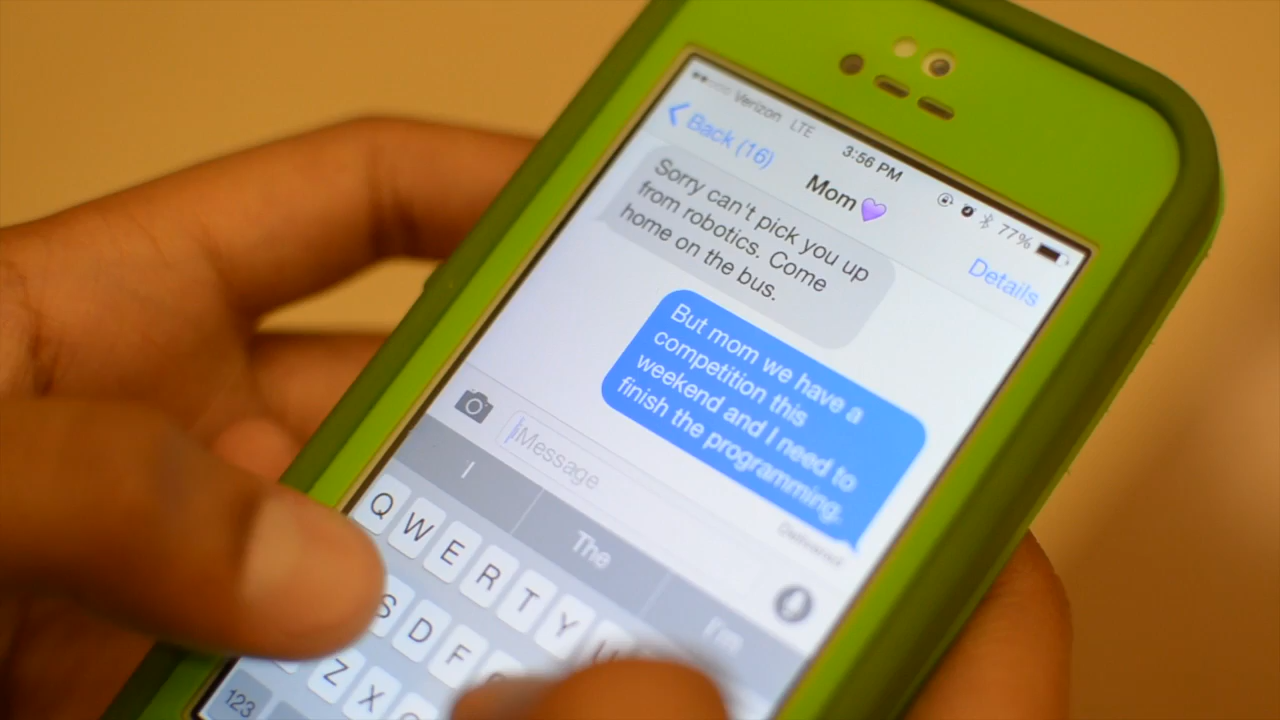 Verizon LTE 3:56 PM 77%
Back (16) Mom💜 Details
Sorry can't pick you up
from robotics. Come
home on the bus.
But mom we have a
competition this
weekend and I need to
finish the programming.
Delivered
iMessage
I The I'm
Q W E R T Y U
S D F
Z X
123